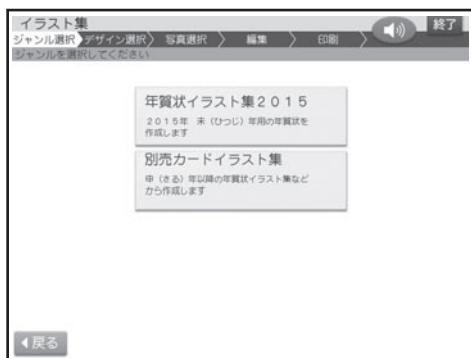 イラスト集
終了
ジャンル選択 デザイン選択 写真選択 編集 印刷
ジャンルを選択してください
年賀状イラスト集2015
2015年 未(ひつじ)年用の年賀状を
作成します
別売カードイラスト集
申(さる)年以降の年賀状イラスト集など
から作成します
戻る